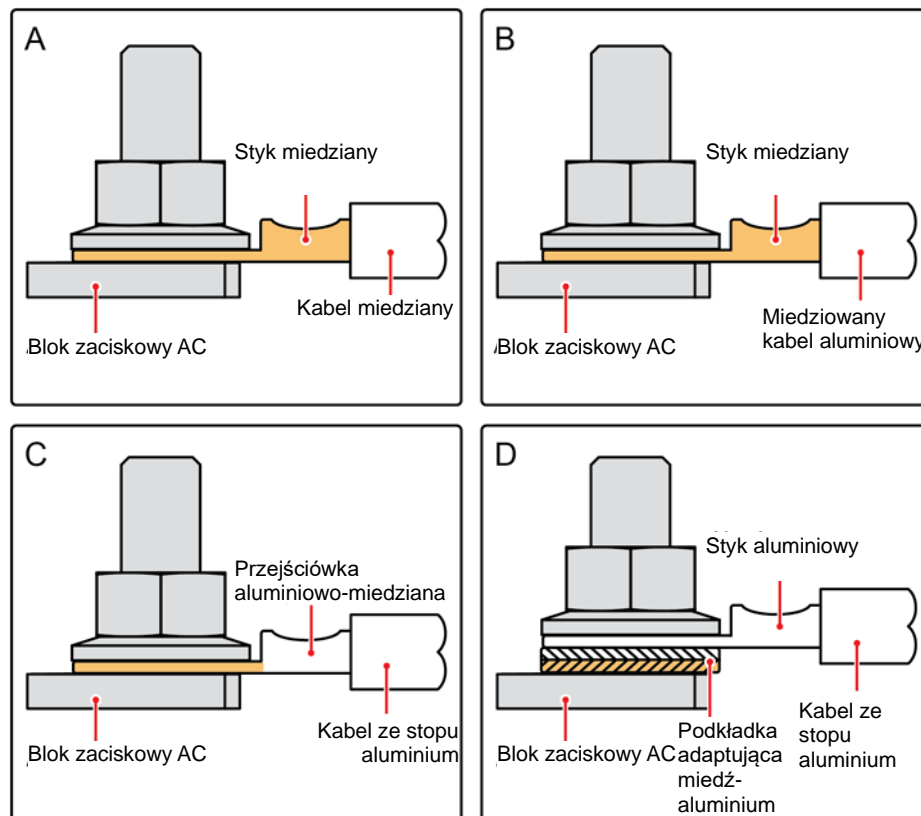 A
Styk miedziany
Kabel miedziany
Blok zaciskowy AC
B
Styk miedziany
Miedziowany
kabel aluminiowy
Blok zaciskowy AC
C
Przejściówka
aluminiowo-miedziana
Kabel ze stopu
aluminium
Blok zaciskowy AC
D
Styk aluminiowy
Kabel ze
stopu
aluminium
Podkładka
adaptująca
miedź-
aluminium
Blok zaciskowy AC